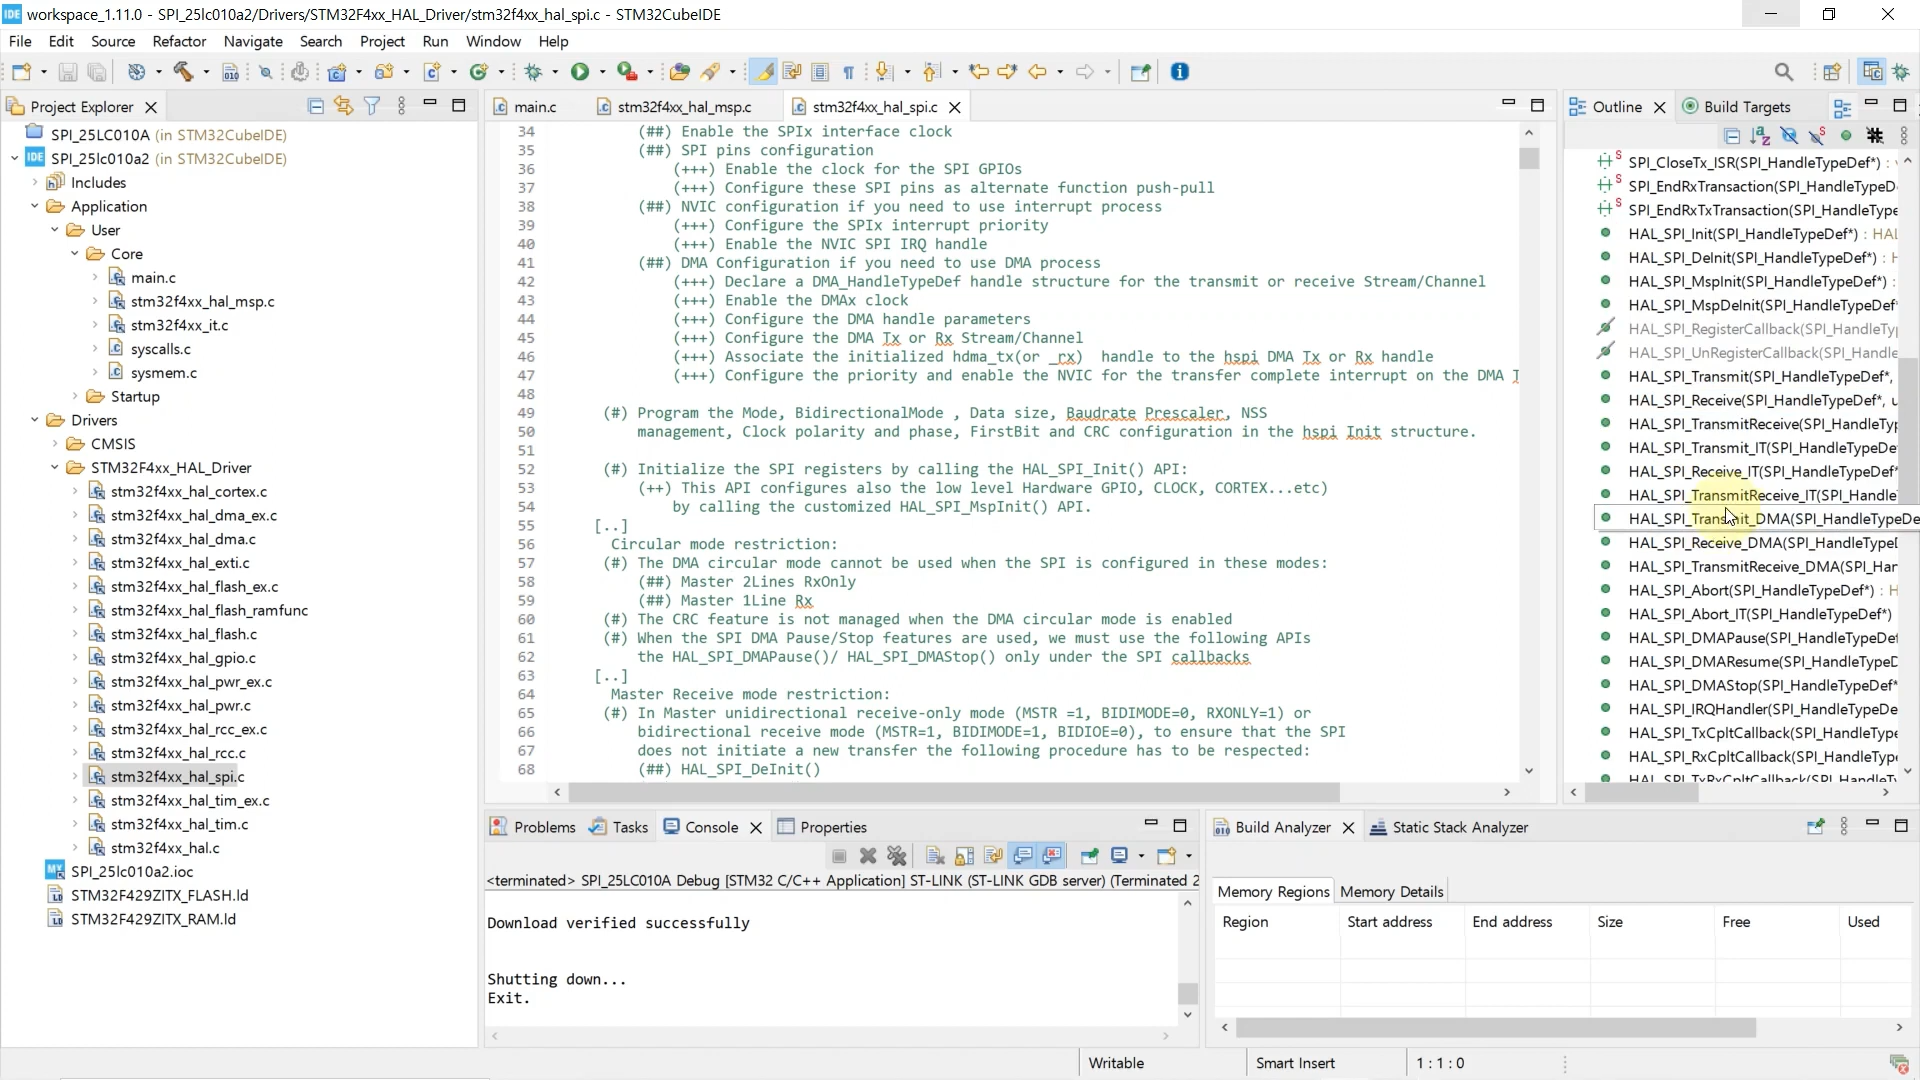 workspace_1.11.0 - SPI_25lc010a2/Drivers/STM32F4xx_HAL_Driver/stm32f4xx_hal_spi.c - STM32CubeIDE
File Edit Source Refactor Navigate Search Project Run Window Help
Project Explorer
SPI_25LC010A (in STM32CubeIDE)
SPI_25lc010a2 (in STM32CubeIDE)
Includes
Application
User
Core
main.c
stm32f4xx_hal_msp.c
stm32f4xx_it.c
syscalls.c
sysmem.c
Startup
Drivers
CMSIS
STM32F4xx_HAL_Driver
stm32f4xx_hal_cortex.c
stm32f4xx_hal_dma_ex.c
stm32f4xx_hal_dma.c
stm32f4xx_hal_exti.c
stm32f4xx_hal_flash_ex.c
stm32f4xx_hal_flash_ramfunc
stm32f4xx_hal_flash.c
stm32f4xx_hal_gpio.c
stm32f4xx_hal_pwr_ex.c
stm32f4xx_hal_pwr.c
stm32f4xx_hal_rcc_ex.c
stm32f4xx_hal_rcc.c
stm32f4xx_hal_spi.c
stm32f4xx_hal_tim_ex.c
stm32f4xx_hal_tim.c
stm32f4xx_hal.c
SPI_25lc010a2.ioc
STM32F429ZITX_FLASH.ld
STM32F429ZITX_RAM.ld
main.c stm32f4xx_hal_msp.c stm32f4xx_hal_spi.c
34 (##) Enable the SPIx interface clock
35 (##) SPI pins configuration
36 (+++) Enable the clock for the SPI GPIOs
37 (+++) Configure these SPI pins as alternate function push-pull
38 (##) NVIC configuration if you need to use interrupt process
39 (+++) Configure the SPIx interrupt priority
40 (+++) Enable the NVIC SPI IRQ handle
41 (##) DMA Configuration if you need to use DMA process
42 (+++) Declare a DMA_HandleTypeDef handle structure for the transmit or receive Stream/Channel
43 (+++) Enable the DMAx clock
44 (+++) Configure the DMA handle parameters
45 (+++) Configure the DMA Tx or Rx Stream/Channel
46 (+++) Associate the initialized hdma_tx(or _rx) handle to the hspi DMA Tx or Rx handle
47 (+++) Configure the priority and enable the NVIC for the transfer complete interrupt on the DMA T
48
49 (#) Program the Mode, BidirectionalMode , Data size, Baudrate Prescaler, NSS
50 management, Clock polarity and phase, FirstBit and CRC configuration in the hspi Init structure.
51
52 (#) Initialize the SPI registers by calling the HAL_SPI_Init() API:
53 (++) This API configures also the low level Hardware GPIO, CLOCK, CORTEX...etc)
54 by calling the customized HAL_SPI_MspInit() API.
55 [..]
56 Circular mode restriction:
57 (#) The DMA circular mode cannot be used when the SPI is configured in these modes:
58 (##) Master 2Lines RxOnly
59 (##) Master 1Line Rx
60 (#) The CRC feature is not managed when the DMA circular mode is enabled
61 (#) When the SPI DMA Pause/Stop features are used, we must use the following APIs
62 the HAL_SPI_DMAPause()/ HAL_SPI_DMAStop() only under the SPI callbacks
63 [..]
64 Master Receive mode restriction:
65 (#) In Master unidirectional receive-only mode (MSTR =1, BIDIMODE=0, RXONLY=1) or
66 bidirectional receive mode (MSTR=1, BIDIMODE=1, BIDIOE=0), to ensure that the SPI
67 does not initiate a new transfer the following procedure has to be respected:
68 (##) HAL_SPI_DeInit()
Outline Build Targets
SPI_CloseTx_ISR(SPI_HandleTypeDef*) :
SPI_EndRxTransaction(SPI_HandleTypeD
SPI_EndRxTxTransaction(SPI_HandleType
HAL_SPI_Init(SPI_HandleTypeDef*) : HAL
HAL_SPI_DeInit(SPI_HandleTypeDef*) : H
HAL_SPI_MspInit(SPI_HandleTypeDef*) :
HAL_SPI_MspDeInit(SPI_HandleTypeDef
HAL_SPI_RegisterCallback(SPI_HandleTy
HAL_SPI_UnRegisterCallback(SPI_Handle
HAL_SPI_Transmit(SPI_HandleTypeDef*,
HAL_SPI_Receive(SPI_HandleTypeDef*, u
HAL_SPI_TransmitReceive(SPI_HandleTy
HAL_SPI_Transmit_IT(SPI_HandleTypeDe
HAL_SPI_Receive_IT(SPI_HandleTypeDef*
HAL_SPI_TransmitReceive_IT(SPI_Handle
HAL_SPI_Transmit_DMA(SPI_HandleTypeDe
HAL_SPI_Receive_DMA(SPI_HandleTypeD
HAL_SPI_TransmitReceive_DMA(SPI_Han
HAL_SPI_Abort(SPI_HandleTypeDef*) : H
HAL_SPI_Abort_IT(SPI_HandleTypeDef*)
HAL_SPI_DMAPause(SPI_HandleTypeDef
HAL_SPI_DMAResume(SPI_HandleTypeD
HAL_SPI_DMAStop(SPI_HandleTypeDef*
HAL_SPI_IRQHandler(SPI_HandleTypeDe
HAL_SPI_TxCpltCallback(SPI_HandleType
HAL_SPI_RxCpltCallback(SPI_HandleType
HAL_SPI_TxRxCpltCallback(SPI_HandleTy
Problems Tasks Console Properties
<terminated> SPI_25LC010A Debug [STM32 C/C++ Application] ST-LINK (ST-LINK GDB server) (Terminated 2
Download verified successfully
Shutting down...
Exit.
Build Analyzer Static Stack Analyzer
Memory Regions Memory Details
Region Start address End address Size Free Used
Writable Smart Insert 1 : 1 : 0